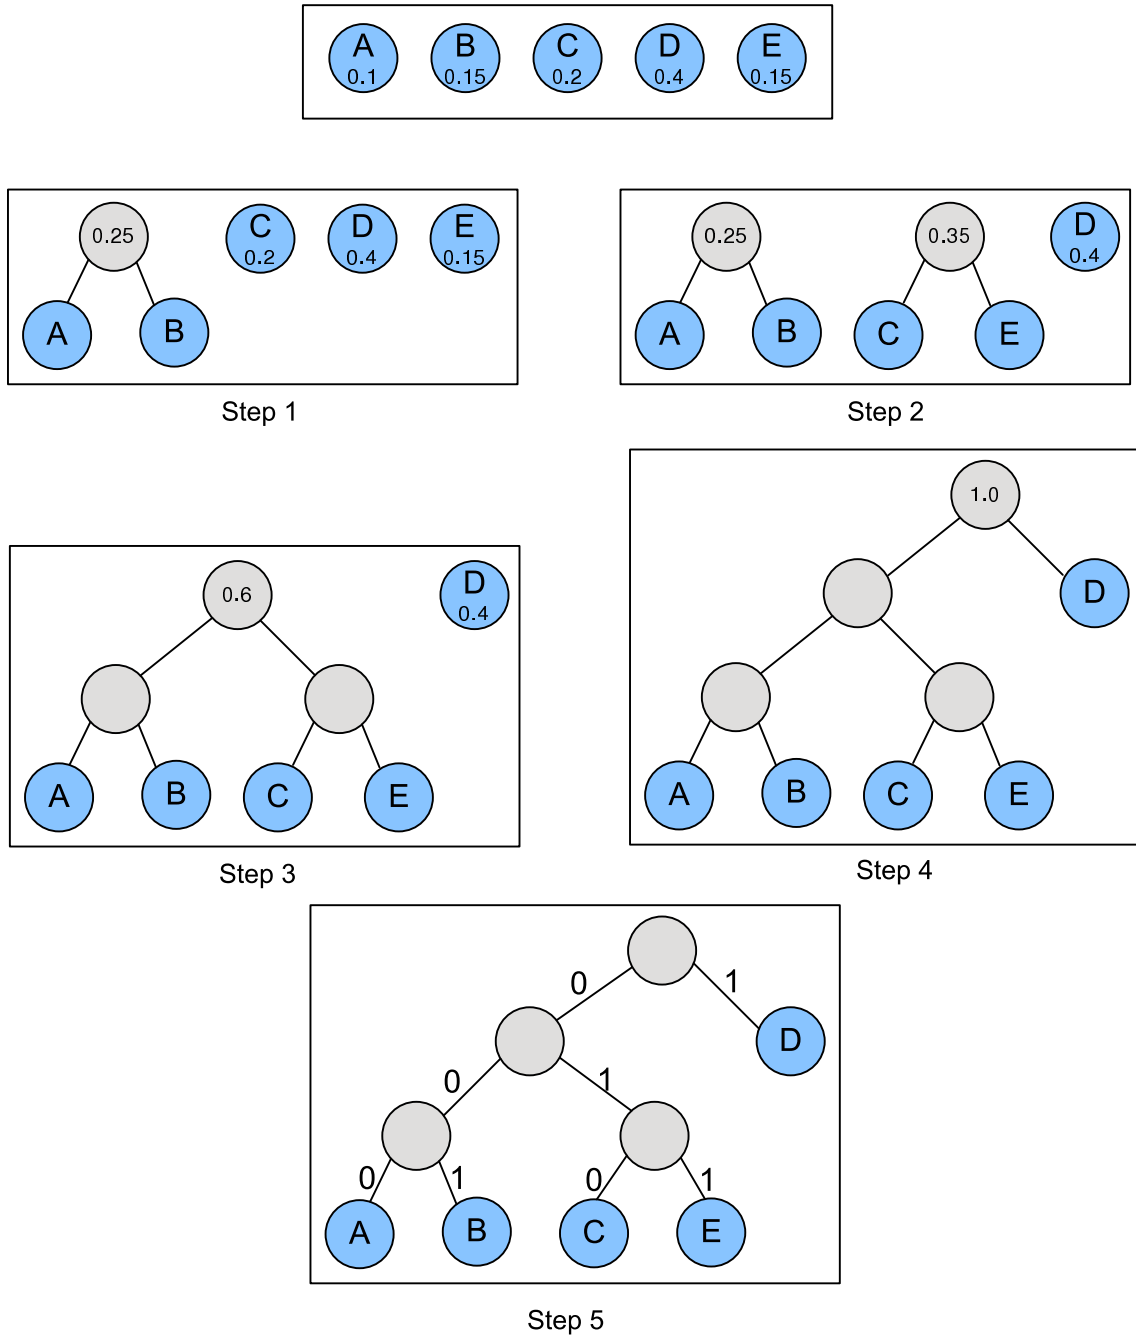 A B C D E
0.1 0.15 0.2 0.4 0.15
0.25 C D E
0.2 0.4 0.15
A B
Step 1
0.25 0.35 D
0.4
A B C E
Step 2
0.6 D
0.4
A B C E
Step 3
1.0
D
A B C E
Step 4
0 1
D
0 1
0 1 0 1
A B C E
Step 5